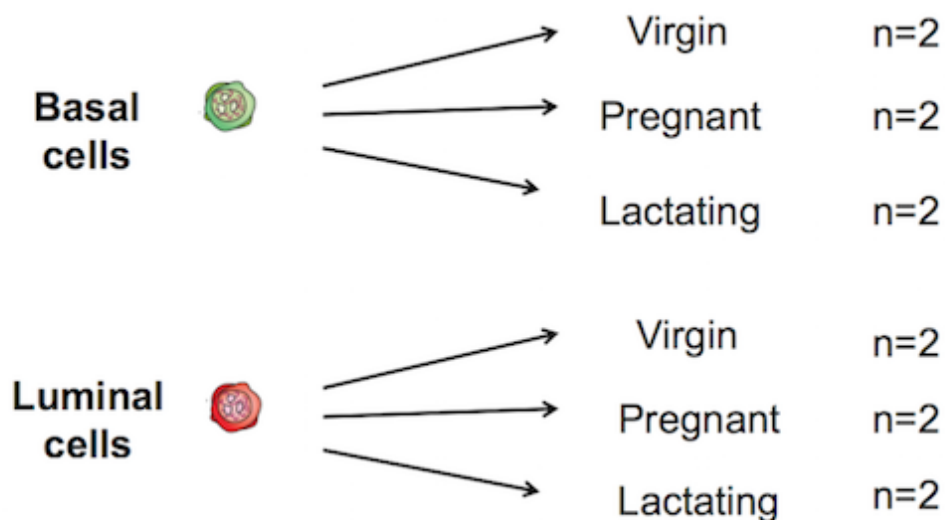 Basal
cells
Virgin n=2
Pregnant n=2
Lactating n=2
Luminal
cells
Virgin n=2
Pregnant n=2
Lactating n=2